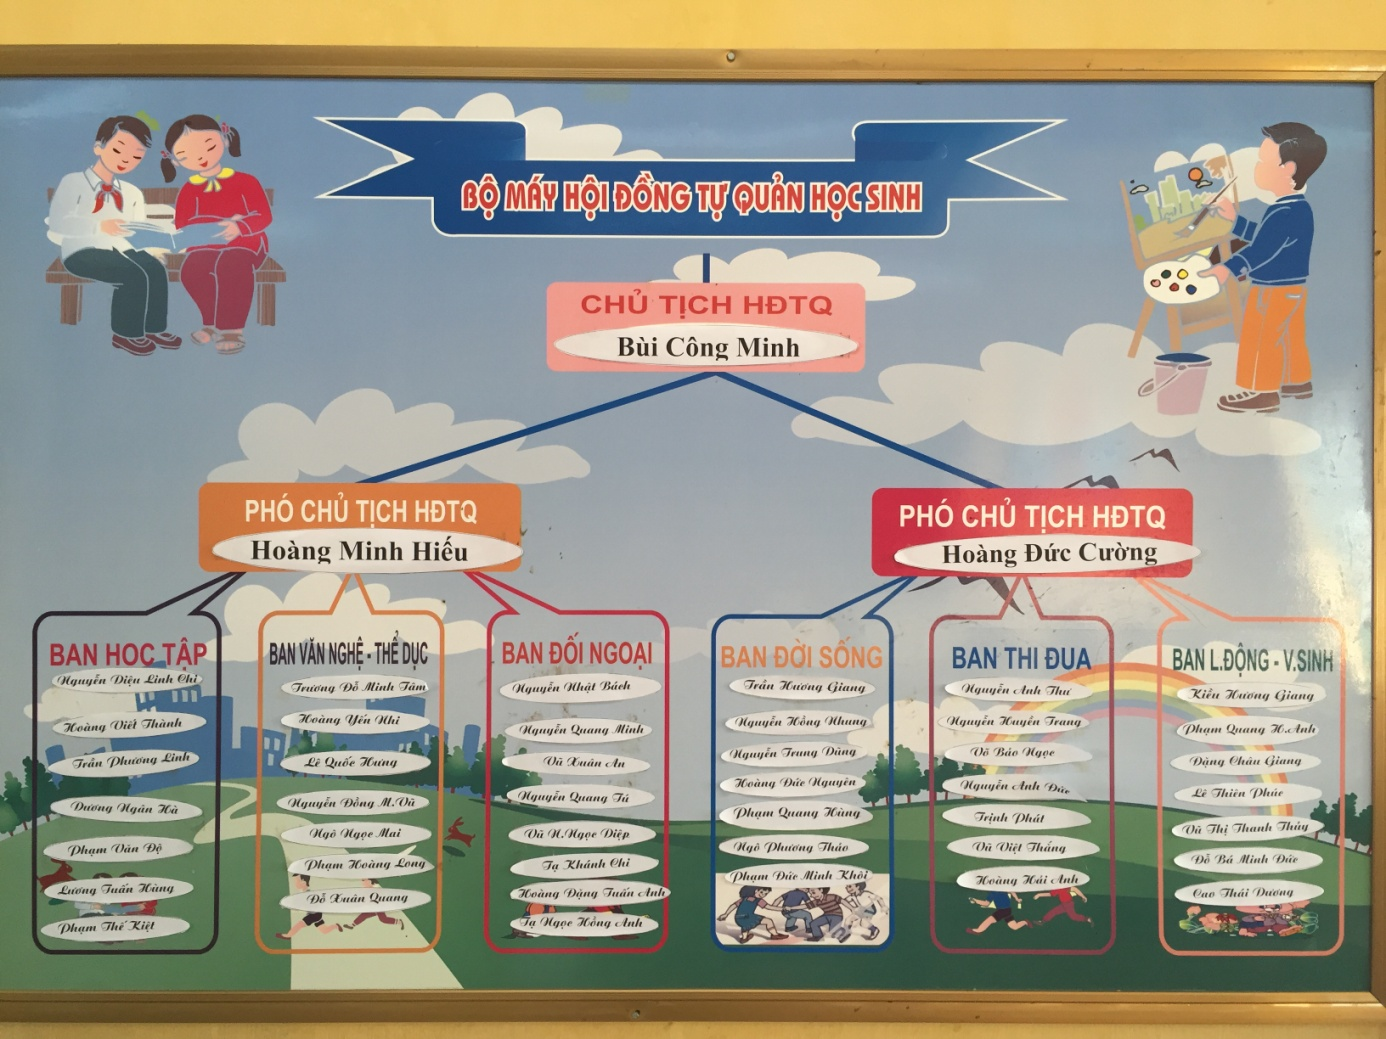 BỘ MÁY HỘI ĐỒNG TỰ QUẢN HỌC SINH
CHỦ TỊCH HĐTQ
Bùi Công Minh
PHÓ CHỦ TỊCH HĐTQ
Hoàng Minh Hiếu
PHÓ CHỦ TỊCH HĐTQ
Hoàng Đức Cường
BAN HỌC TẬP
Nguyễn Diệu Linh Chi
Hoàng Viết Thành
Trần Phương Linh
Dương Ngân Hà
Phạm Văn Độ
Lương Tuấn Hùng
Phạm Thế Kiệt
BAN VĂN NGHỆ - THỂ DỤC
Trương Đỗ Minh Tâm
Hoàng Yến Nhi
Lê Quốc Hưng
Nguyễn Đồng M.Vũ
Ngô Ngọc Mai
Phạm Hoàng Long
Đỗ Xuân Quang
BAN ĐỐI NGOẠI
Nguyễn Nhật Bách
Nguyễn Quang Minh
Vũ Xuân An
Nguyễn Quang Tú
Vũ N.Ngọc Diệp
Tạ Khánh Chi
Hoàng Đặng Tuấn Anh
Tạ Ngọc Hồng Anh
BAN ĐỜI SỐNG
Trần Hương Giang
Nguyễn Hồng Nhung
Nguyễn Trung Dũng
Hoàng Đức Nguyên
Phạm Quang Hùng
Ngô Phương Thảo
Phạm Đức Minh Khôi
BAN THI ĐUA
Nguyễn Anh Thư
Nguyễn Huyền Trang
Võ Bảo Ngọc
Nguyễn Anh Đức
Trịnh Phát
Vũ Việt Thắng
Hoàng Hải Anh
BAN L.ĐỘNG - V.SINH
Kiều Hương Giang
Phạm Quang H.Anh
Đặng Châu Giang
Lê Thiên Phúc
Vũ Thị Thanh Thủy
Đỗ Bá Minh Đức
Cao Thái Dương